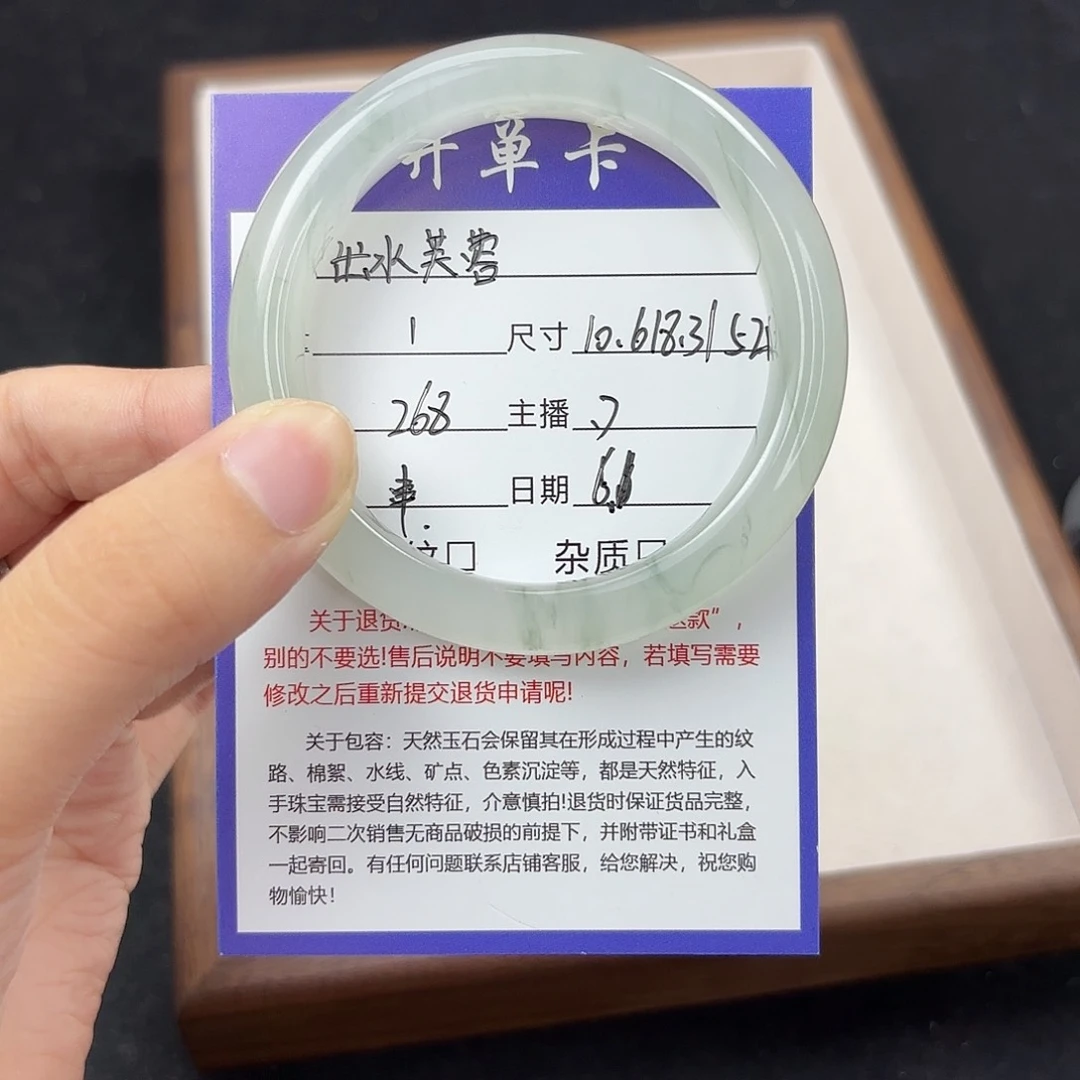 开单卡
出水芙蓉
1 尺寸 10.6/8.3/52
268 主播
日期 6.6
纹□ 杂质□
关于退货 款”，
别的不要选!售后说明不要填写内容，若填写需要
修改之后重新提交退货申请呢!
关于包容：天然玉石会保留其在形成过程中产生的纹
路、棉絮、水线、矿点、色素沉淀等，都是天然特征，入
手珠宝需接受自然特征，介意慎拍!退货时保证货品完整，
不影响二次销售无商品破损的前提下，并附带证书和礼盒
一起寄回。有任何问题联系店铺客服，给您解决，祝您购
物愉快!